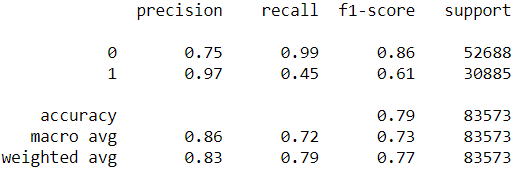 precision recall f1-score support
0 0.75 0.99 0.86 52688
1 0.97 0.45 0.61 30885
accuracy 0.79 83573
macro avg 0.86 0.72 0.73 83573
weighted avg 0.83 0.79 0.77 83573